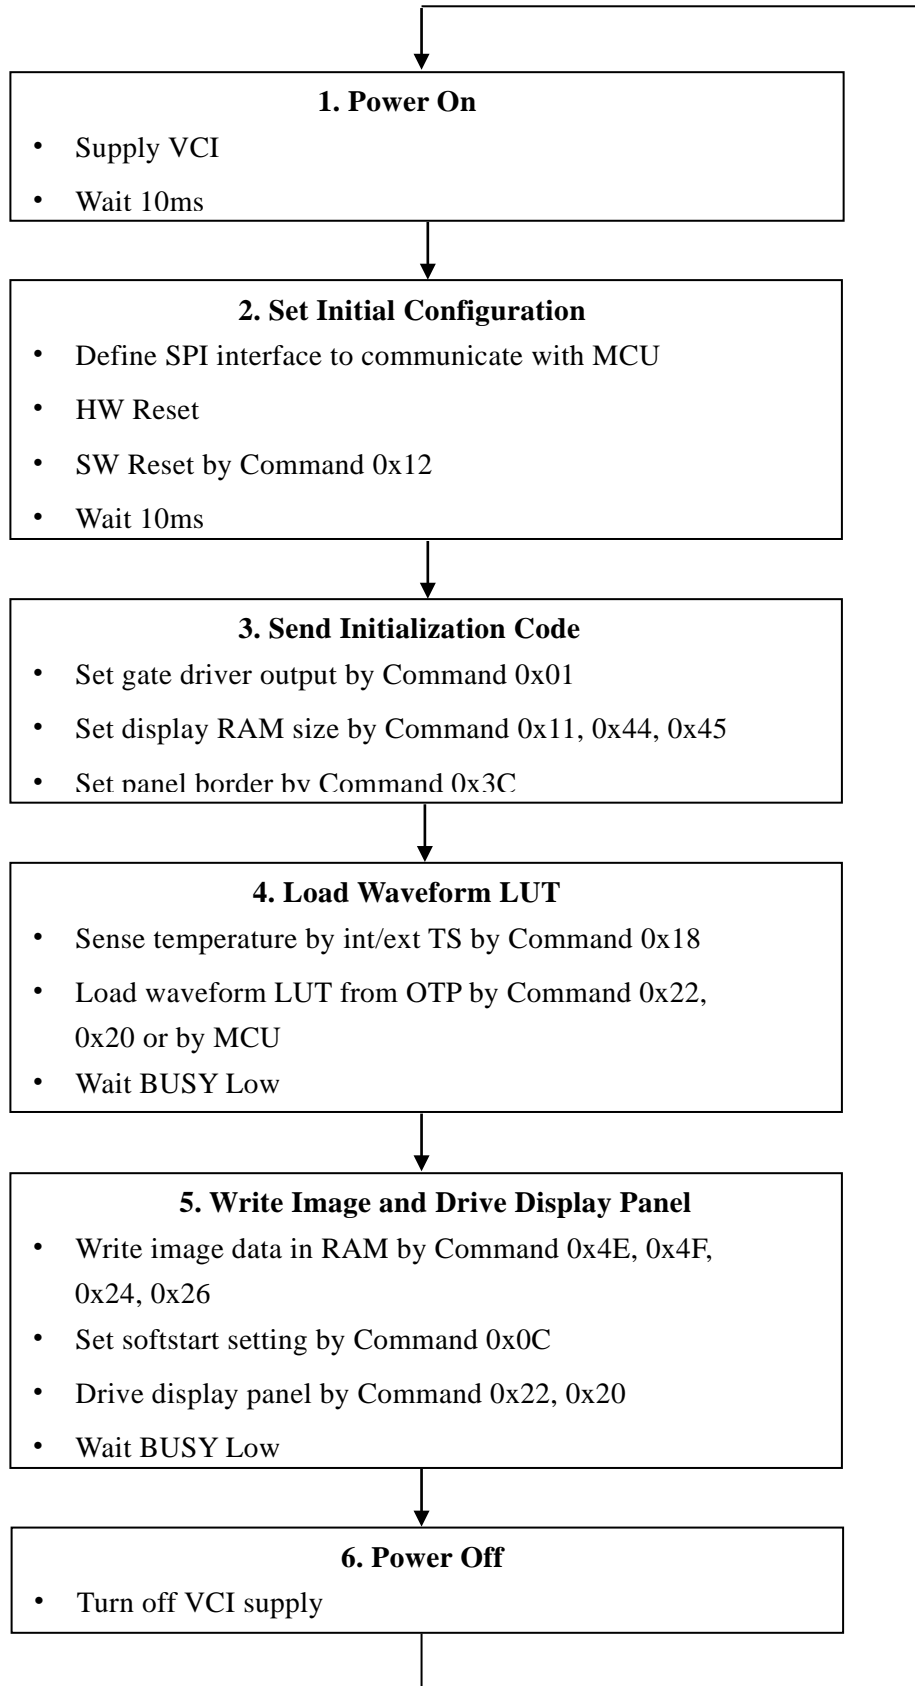 1. Power On
• Supply VCI
• Wait 10ms
2. Set Initial Configuration
• Define SPI interface to communicate with MCU
• HW Reset
• SW Reset by Command 0x12
• Wait 10ms
3. Send Initialization Code
• Set gate driver output by Command 0x01
• Set display RAM size by Command 0x11, 0x44, 0x45
• Set panel border by Command 0x3C
4. Load Waveform LUT
• Sense temperature by int/ext TS by Command 0x18
• Load waveform LUT from OTP by Command 0x22,
0x20 or by MCU
• Wait BUSY Low
5. Write Image and Drive Display Panel
• Write image data in RAM by Command 0x4E, 0x4F,
0x24, 0x26
• Set softstart setting by Command 0x0C
• Drive display panel by Command 0x22, 0x20
• Wait BUSY Low
6. Power Off
• Turn off VCI supply